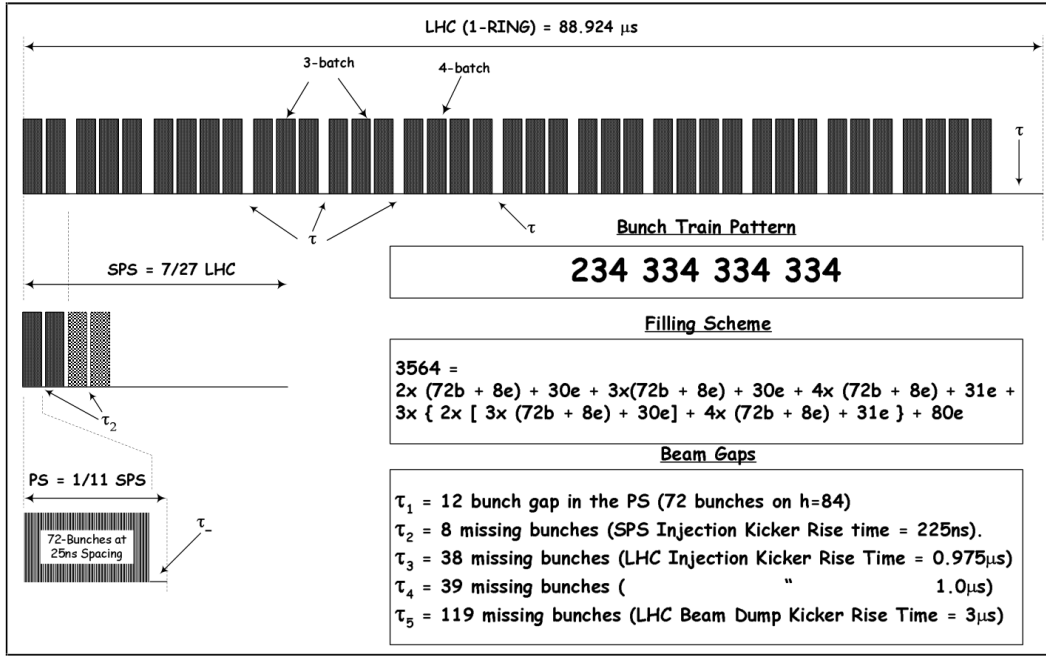 LHC (1-RING) = 88.924 μs
3-batch
4-batch
τ
τ
τ
Bunch Train Pattern
234 334 334 334
SPS = 7/27 LHC
Filling Scheme
3564 =
2x (72b + 8e) + 30e + 3x(72b + 8e) + 30e + 4x (72b + 8e) + 31e +
3x { 2x [ 3x (72b + 8e) + 30e] + 4x (72b + 8e) + 31e } + 80e
τ2
Beam Gaps
PS = 1/11 SPS
τ1 = 12 bunch gap in the PS (72 bunches on h=84)
τ2 = 8 missing bunches (SPS Injection Kicker Rise time = 225ns).
τ3 = 38 missing bunches (LHC Injection Kicker Rise Time = 0.975μs)
τ4 = 39 missing bunches ( " 1.0μs)
τ5 = 119 missing bunches (LHC Beam Dump Kicker Rise Time = 3μs)
τ_
72-Bunches at
25ns Spacing